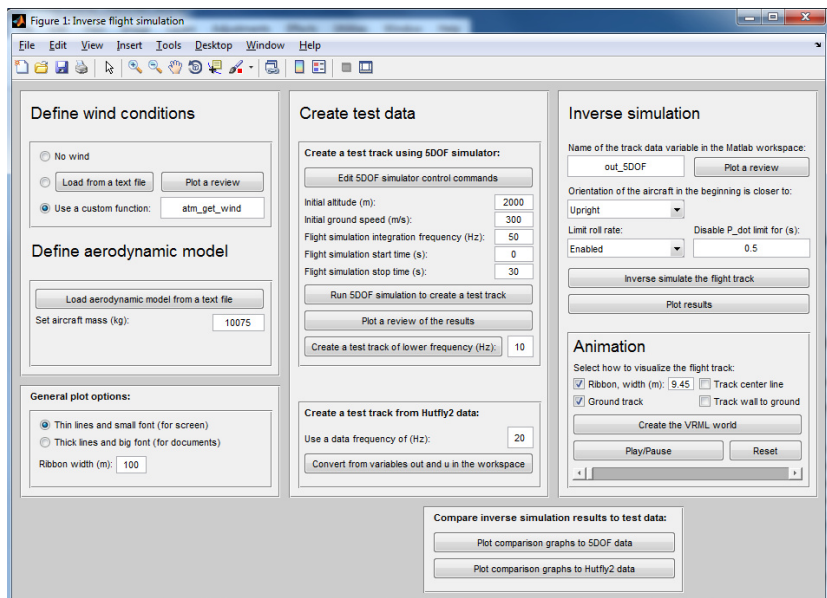 Figure 1: Inverse flight simulation
File Edit View Insert Tools Desktop Window Help
Define wind conditions
No wind
Load from a text file Plot a review
Use a custom function: atm_get_wind
Define aerodynamic model
Load aerodynamic model from a text file
Set aircraft mass (kg): 10075
General plot options:
Thin lines and small font (for screen)
Thick lines and big font (for documents)
Ribbon width (m): 100
Create test data
Create a test track using 5DOF simulator:
Edit 5DOF simulator control commands
Initial altitude (m): 2000
Initial ground speed (m/s): 300
Flight simulation integration frequency (Hz): 50
Flight simulation start time (s): 0
Flight simulation stop time (s): 30
Run 5DOF simulation to create a test track
Plot a review of the results
Create a test track of lower frequency (Hz): 10
Create a test track from Hutfly2 data:
Use a data frequency of (Hz): 20
Convert from variables out and u in the workspace
Inverse simulation
Name of the track data variable in the Matlab workspace:
out_5DOF Plot a review
Orientation of the aircraft in the beginning is closer to:
Upright
Limit roll rate: Disable P_dot limit for (s):
Enabled 0.5
Inverse simulate the flight track
Plot results
Animation
Select how to visualize the flight track:
Ribbon, width (m): 9.45 Track center line
Ground track Track wall to ground
Create the VRML world
Play/Pause Reset
Compare inverse simulation results to test data:
Plot comparison graphs to 5DOF data
Plot comparison graphs to Hutfly2 data